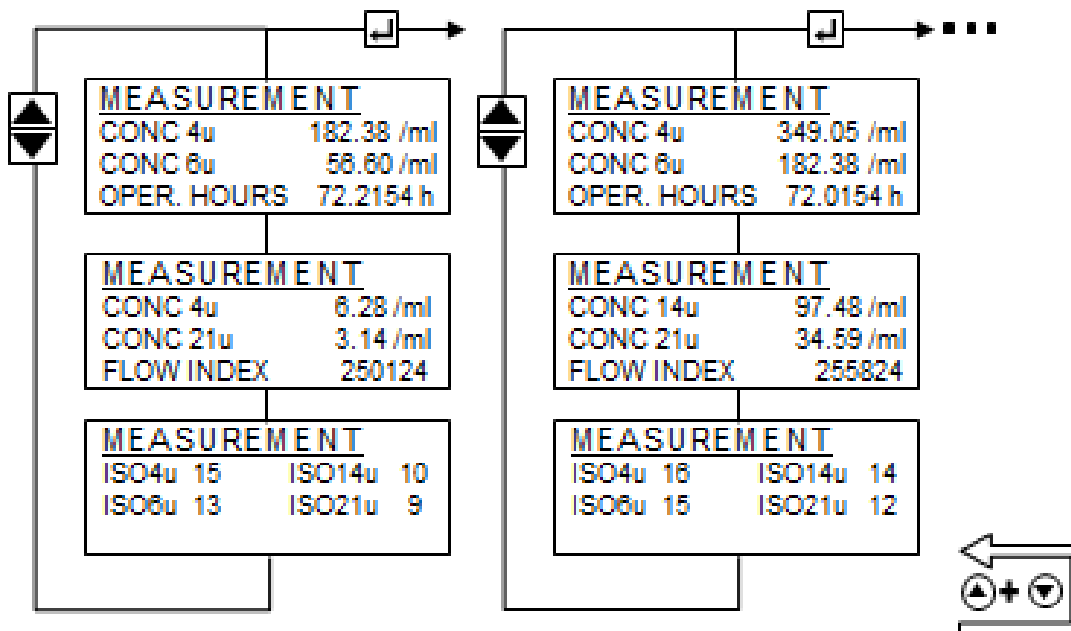 MEASUREMENT
CONC 4u 182.38 /ml
CONC 6u 56.60 /ml
OPER. HOURS 72.2154 h
MEASUREMENT
CONC 4u 6.28 /ml
CONC 21u 3.14 /ml
FLOW INDEX 250124
MEASUREMENT
ISO4u 15 ISO14u 10
ISO6u 13 ISO21u 9
MEASUREMENT
CONC 4u 349.05 /ml
CONC 6u 182.38 /ml
OPER. HOURS 72.0154 h
MEASUREMENT
CONC 14u 97.48 /ml
CONC 21u 34.59 /ml
FLOW INDEX 255824
MEASUREMENT
ISO4u 16 ISO14u 14
ISO6u 15 ISO21u 12
+